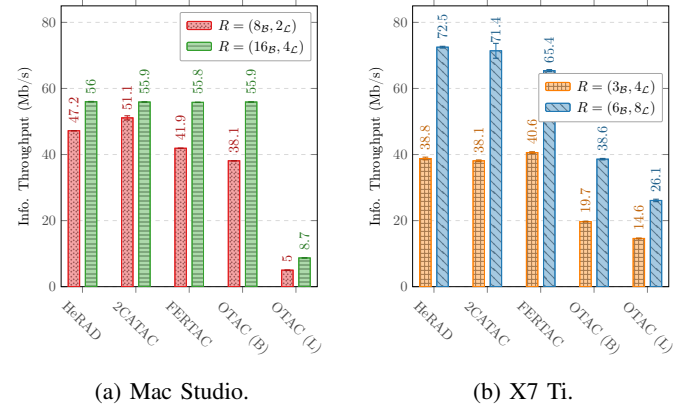 R = (8_B, 2_L)
R = (16_B, 4_L)
Info. Throughput (Mb/s)
80
60
40
20
0
47.2
56
51.1
55.9
41.9
55.8
38.1
55.9
5
8.7
HeRAD
2CATAC
FERTAC
OTAC (B)
OTAC (L)
(a) Mac Studio.
R = (3_B, 4_L)
R = (6_B, 8_L)
Info. Throughput (Mb/s)
80
60
40
20
0
38.8
72.5
38.1
71.4
40.6
65.4
19.7
38.6
14.6
26.1
HeRAD
2CATAC
FERTAC
OTAC (B)
OTAC (L)
(b) X7 Ti.